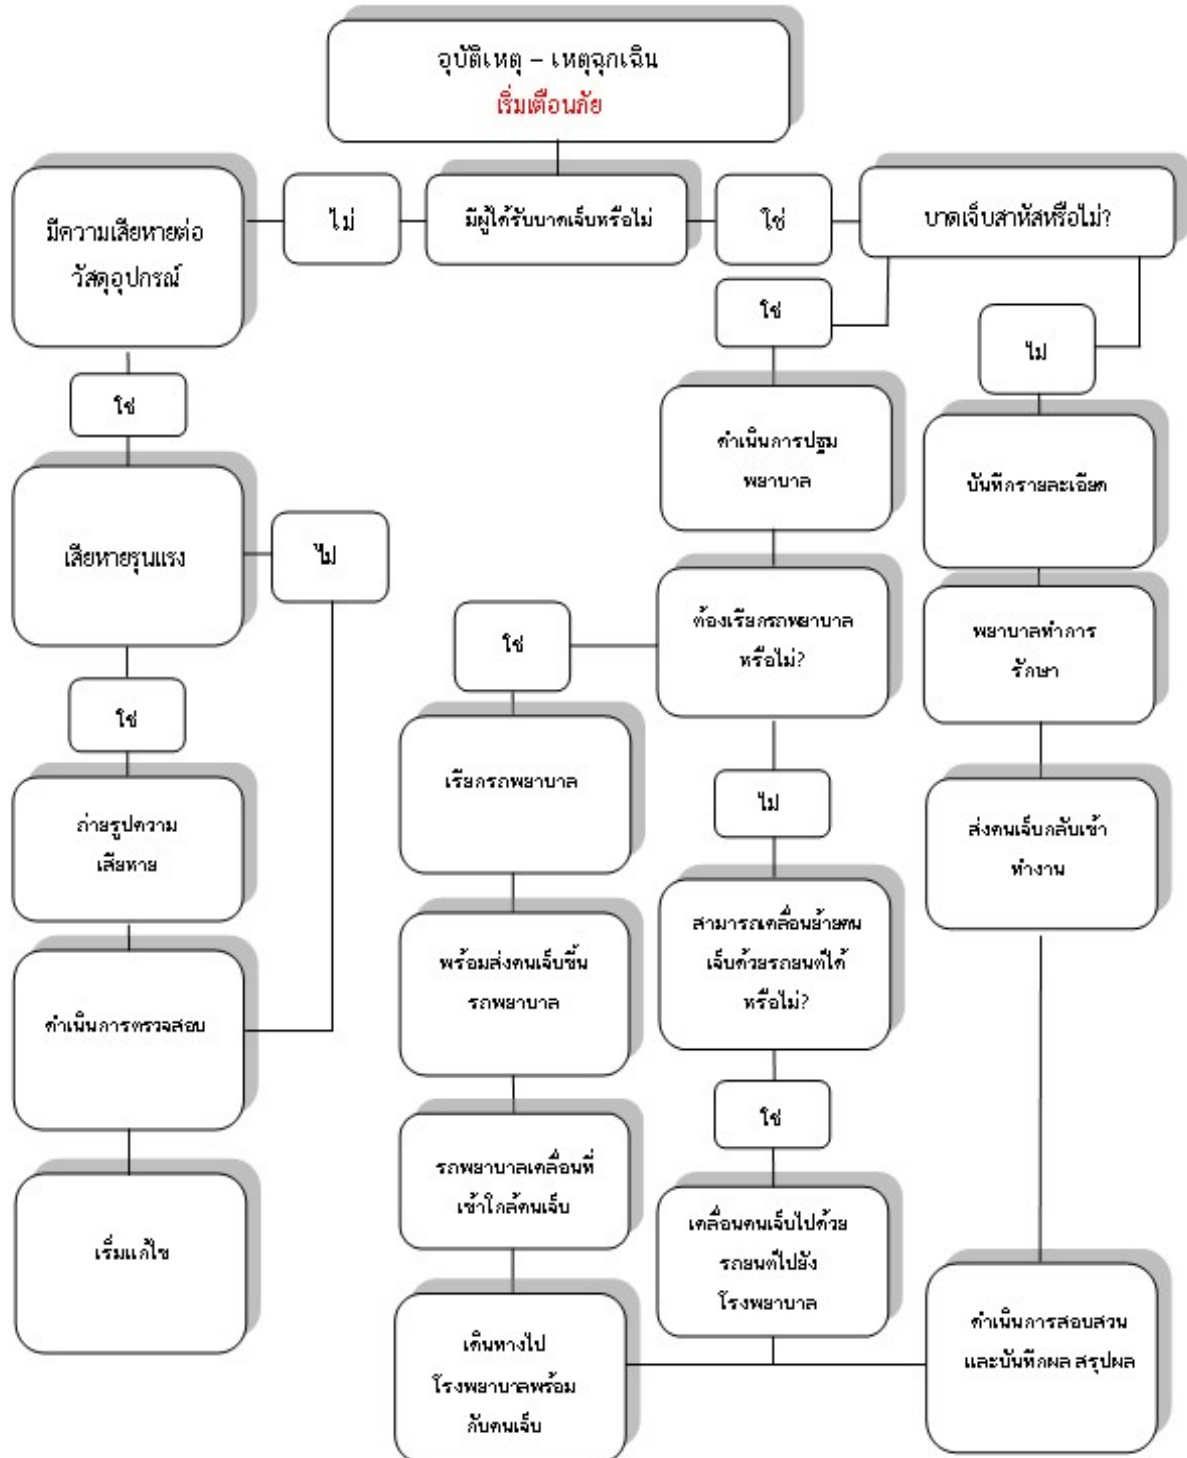 อุบัติเหตุ – เหตุฉุกเฉิน
เริ่มเตือนภัย
มีความเสียหายต่อ
วัสดุอุปกรณ์
ไม่
มีผู้ได้รับบาดเจ็บหรือไม่
ใช่
บาดเจ็บสาหัสหรือไม่?
ใช่
ไม่
ใช่
ดำเนินการปฐม
พยาบาล
บันทึกรายละเอียด
เสียหายรุนแรง
ไม่
ใช่
ต้องเรียกรถพยาบาล
หรือไม่?
พยาบาลทำการ
รักษา
ใช่
เรียกรถพยาบาล
ไม่
ส่งคนเจ็บกลับเข้า
ทำงาน
ถ่ายรูปความ
เสียหาย
พร้อมส่งคนเจ็บขึ้น
รถพยาบาล
สามารถเคลื่อนย้ายคน
เจ็บด้วยรถยนต์ได้
หรือไม่?
ดำเนินการตรวจสอบ
ใช่
รถพยาบาลเคลื่อนที่
เข้าใกล้คนเจ็บ
เคลื่อนคนเจ็บไปด้วย
รถยนต์ไปยัง
โรงพยาบาล
เริ่มแก้ไข
เดินทางไป
โรงพยาบาลพร้อม
กับคนเจ็บ
ดำเนินการสอบสวน
และบันทึกผล สรุปผล